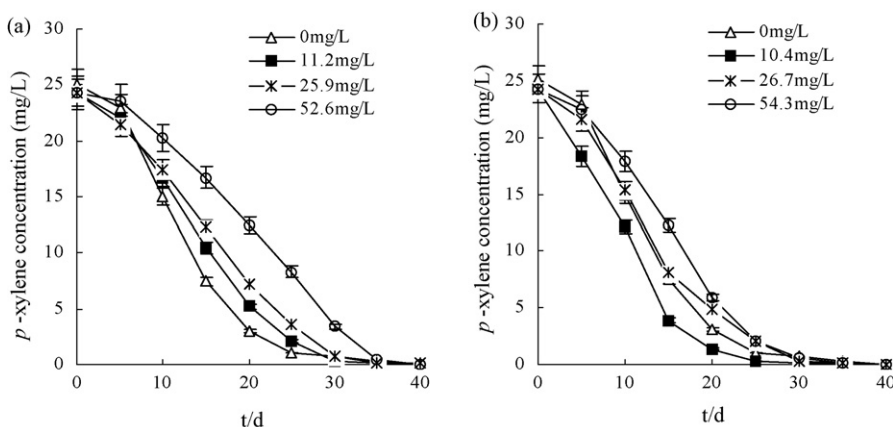 (a)
0mg/L
11.2mg/L
25.9mg/L
52.6mg/L
p -xylene concentration (mg/L)
30
25
20
15
10
5
0
0 10 20 30 40
t/d
(b)
0mg/L
10.4mg/L
26.7mg/L
54.3mg/L
p -xylene concentration (mg/L)
30
25
20
15
10
5
0
0 10 20 30 40
t/d